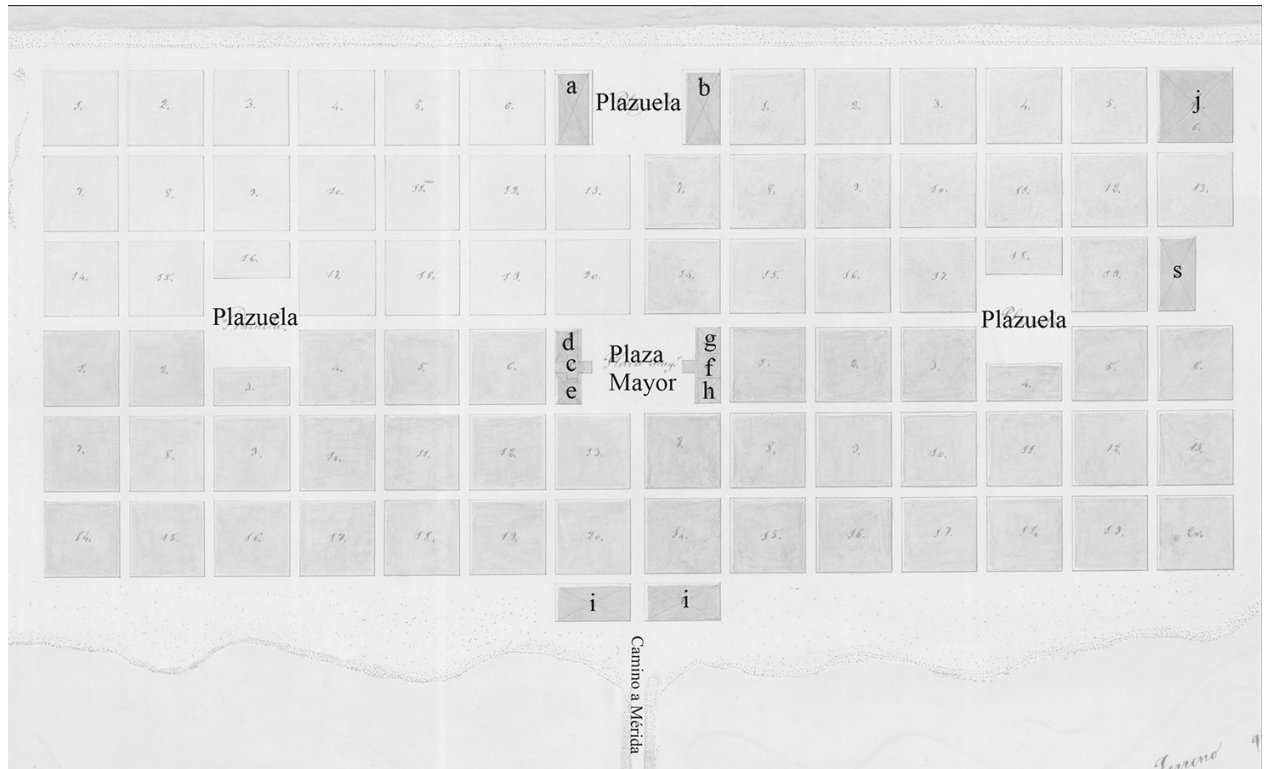 1. 2. 3. 4. 5. 6. a Plazuela b 1. 2. 3. 4. 5. j 6.
7. 8. 9. 10. 11. 12. 13. 7. 8. 9. 10. 11. 12. 13.
14. 15. 16. 17. 18. 19. 20. 14. 15. 16. 17. 18. 19. s
Plazuela Plazuela
1. 2. 3. 4. 5. 6. d c e Plaza Mayor g f h 1. 2. 3. 4. 5. 6.
7. 8. 9. 10. 11. 12. 13. 7. 8. 9. 10. 11. 12. 13.
14. 15. 16. 17. 18. 19. 20. 14. 15. 16. 17. 18. 19. 20.
i i
Camino a Mérida
Terreno